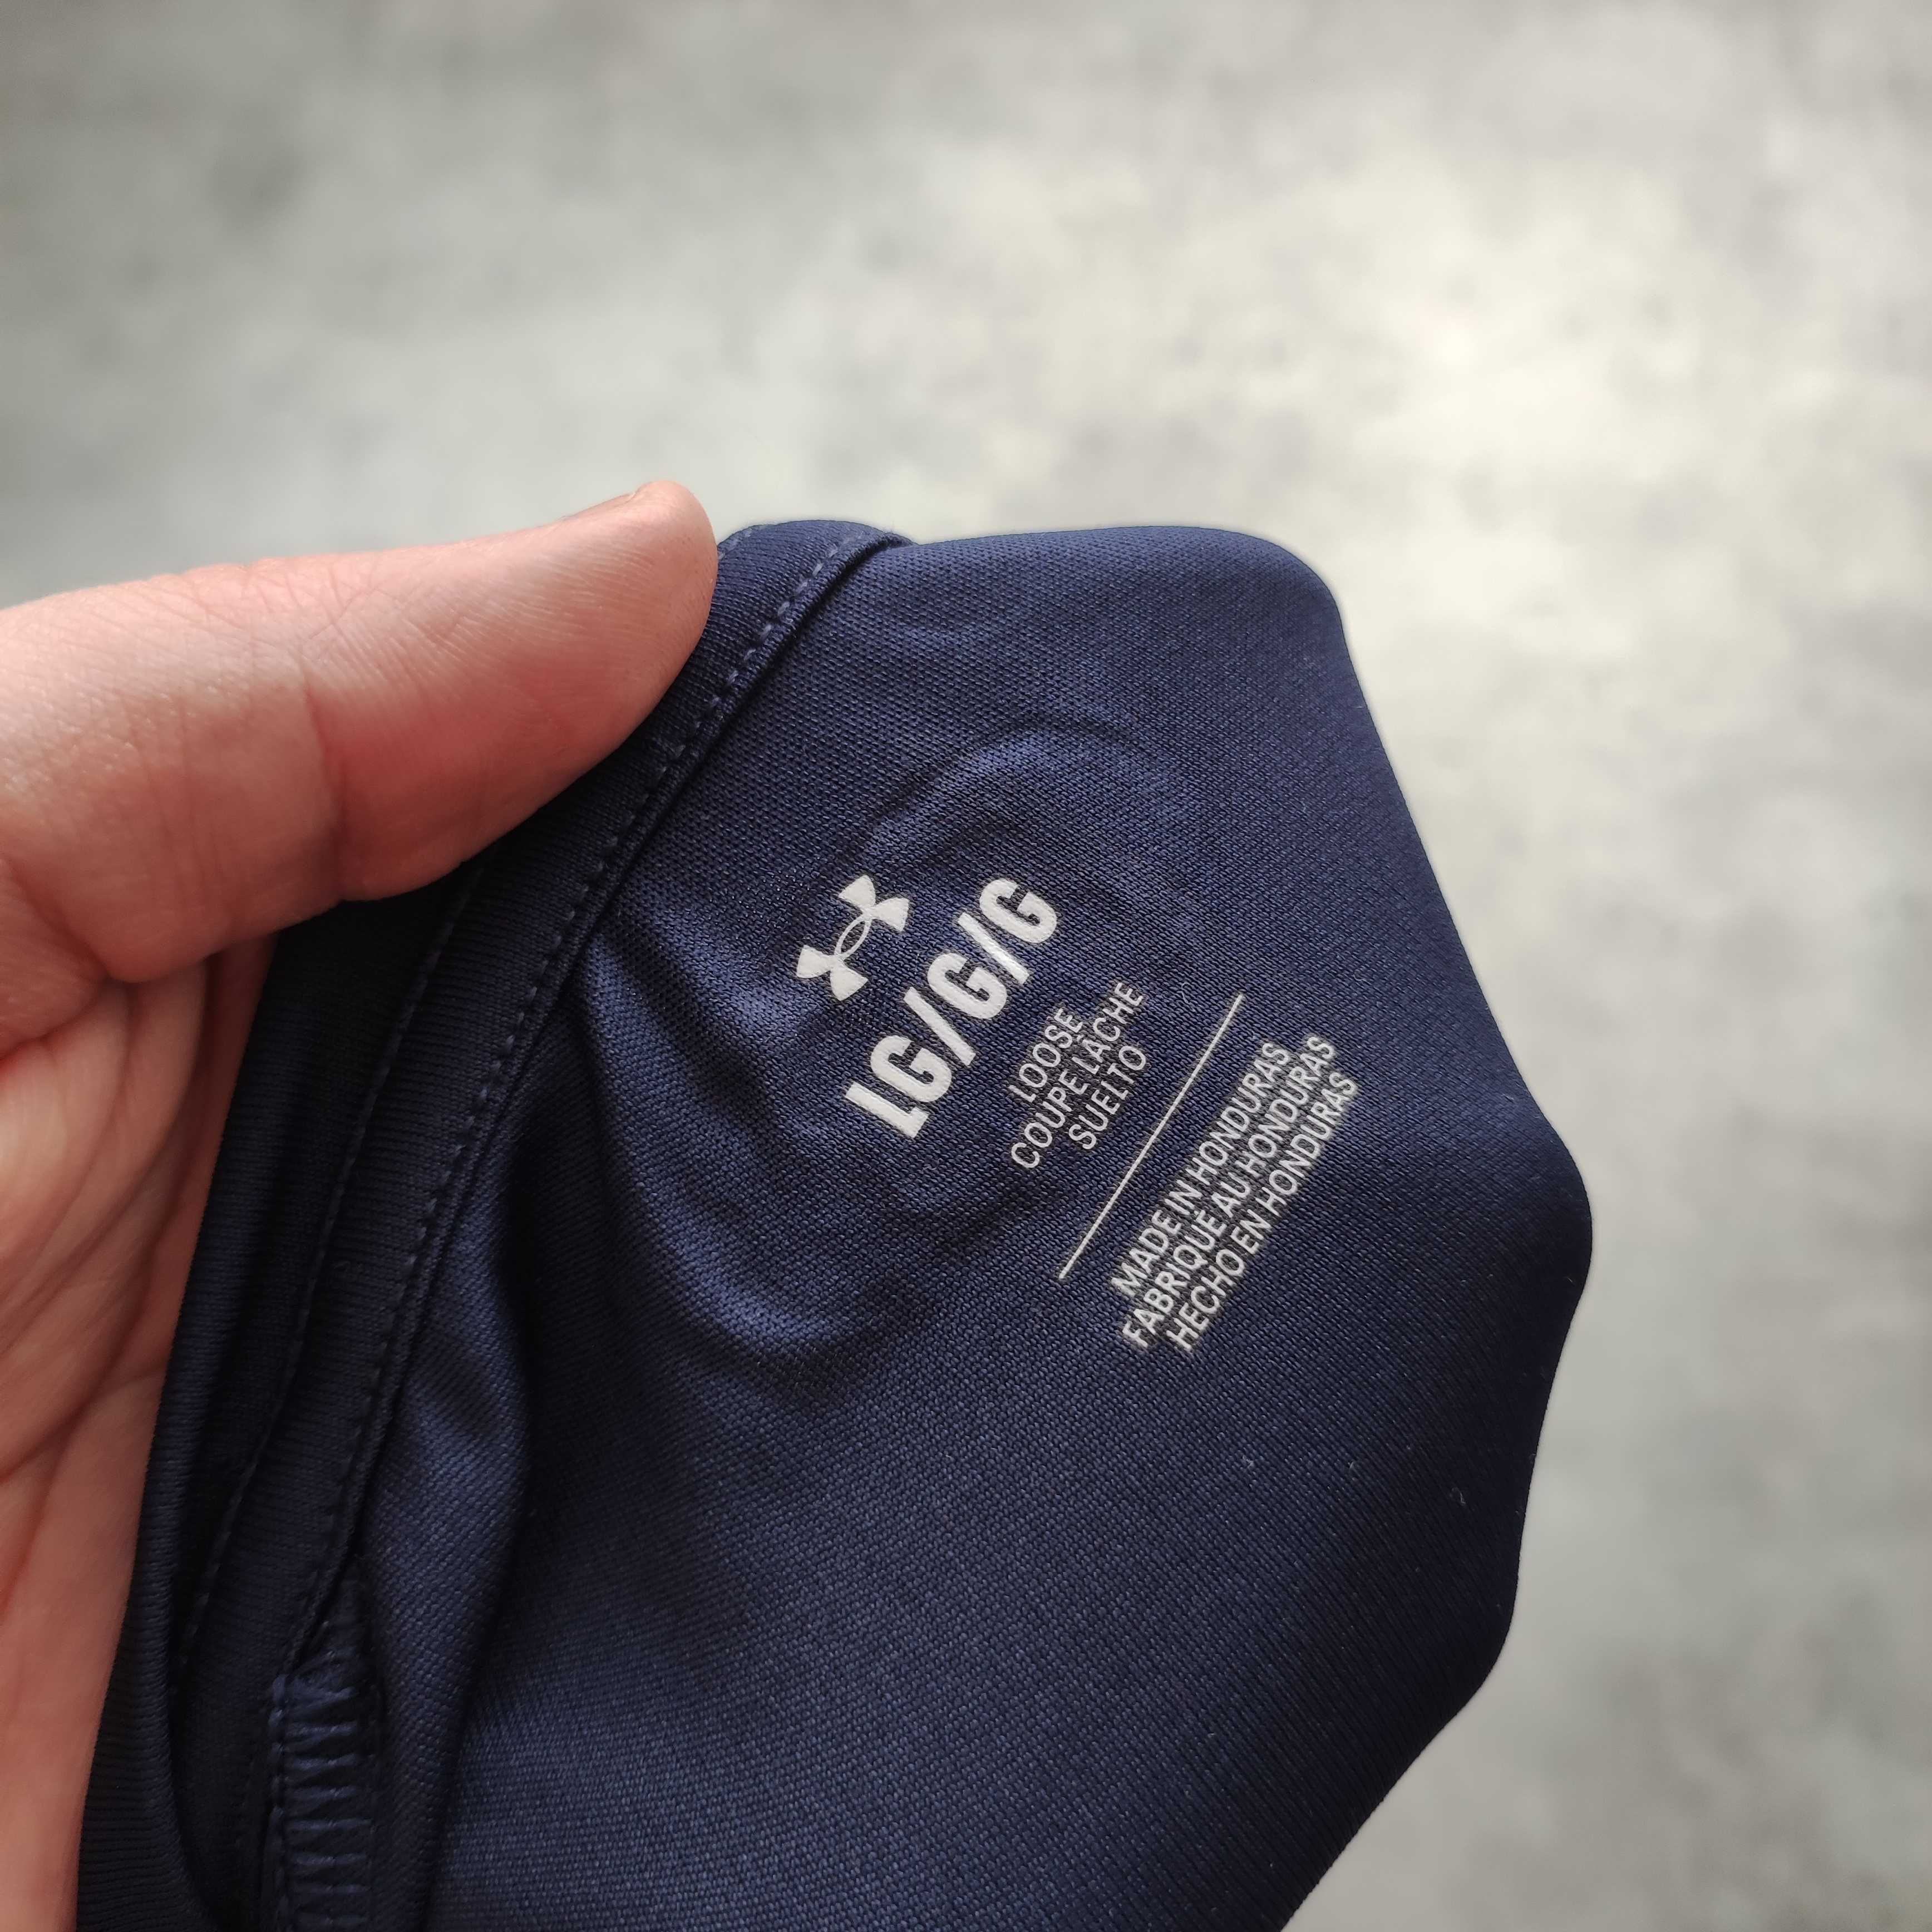 LG/G/G
LOOSE
COUPE LÂCHE
SUELTO
MADE IN HONDURAS
FABRIQUÉ AU HONDURAS
HECHO EN HONDURAS